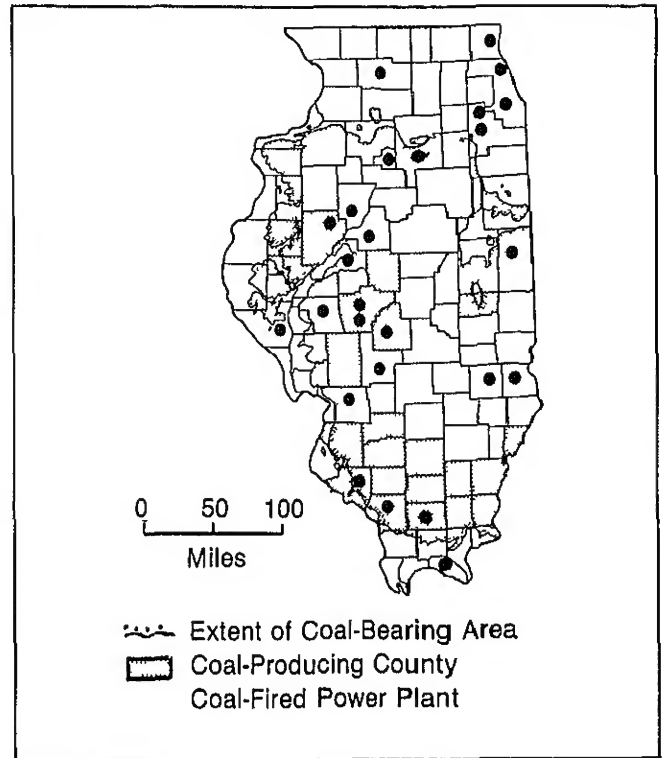 0 50 100
Miles
Extent of Coal-Bearing Area
Coal-Producing County
Coal-Fired Power Plant